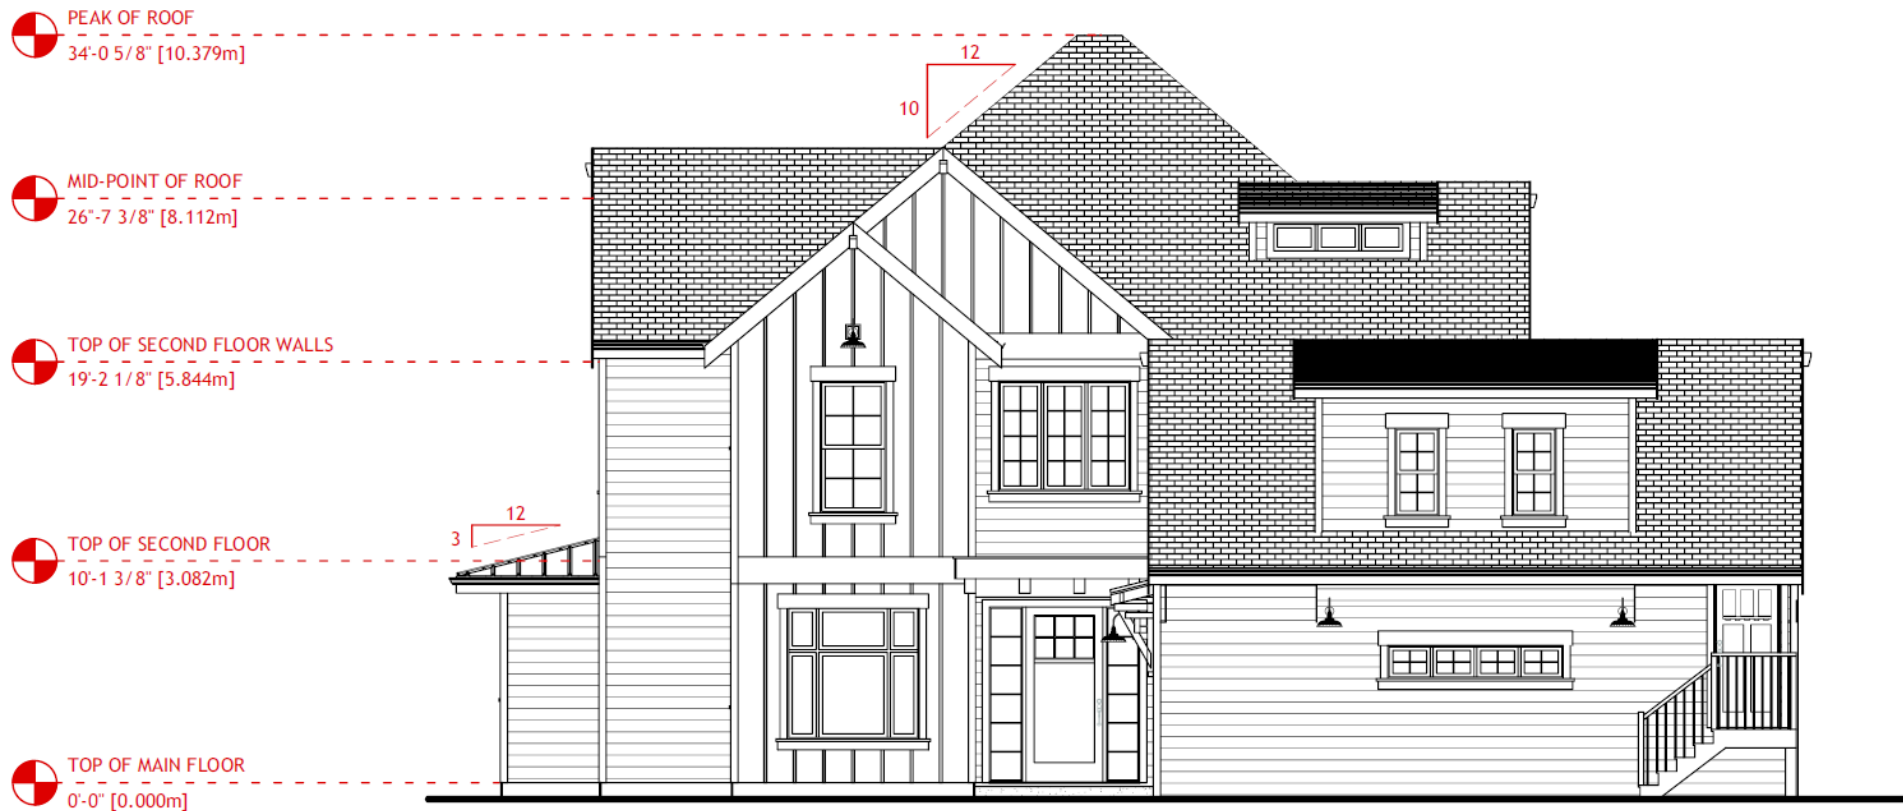 PEAK OF ROOF
34'-0 5/8" [10.379m]
12
10
MID-POINT OF ROOF
26"-7 3/8" [8.112m]
TOP OF SECOND FLOOR WALLS
19'-2 1/8" [5.844m]
12
3
TOP OF SECOND FLOOR
10'-1 3/8" [3.082m]
TOP OF MAIN FLOOR
0'-0" [0.000m]